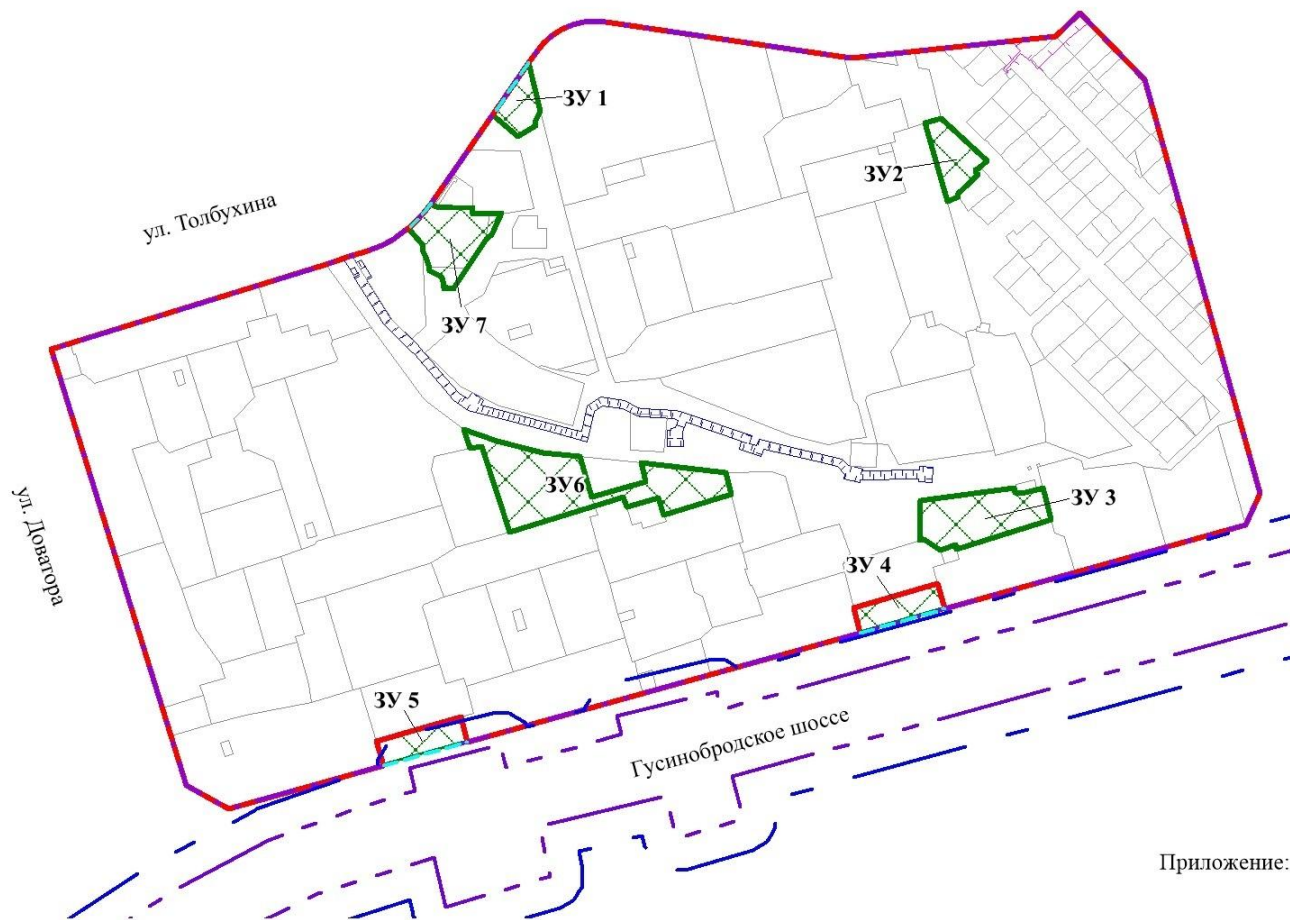 ЗУ 1
ЗУ2
ул. Толбухина
ЗУ 7
ЗУ6
ул. Доватора
ЗУ 3
ЗУ 4
ЗУ 5
Гусинобродское шоссе
Приложение: